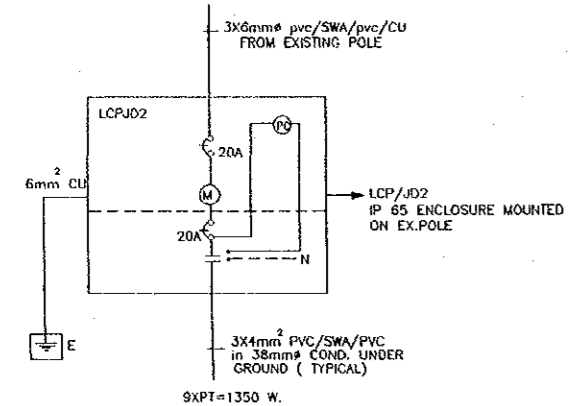 3X6mmø pvc/SWA/pvc/CU
FROM EXISTING POLE
LCPJD2
PC
20A
6mm² CU
M
LCP/JD2
IP 65 ENCLOSURE MOUNTED
ON EX.POLE
20A
N
E
3X4mm² PVC/SWA/PVC
in 38mmø COND. UNDER
GROUND ( TYPICAL)
9XPT=1350 W.